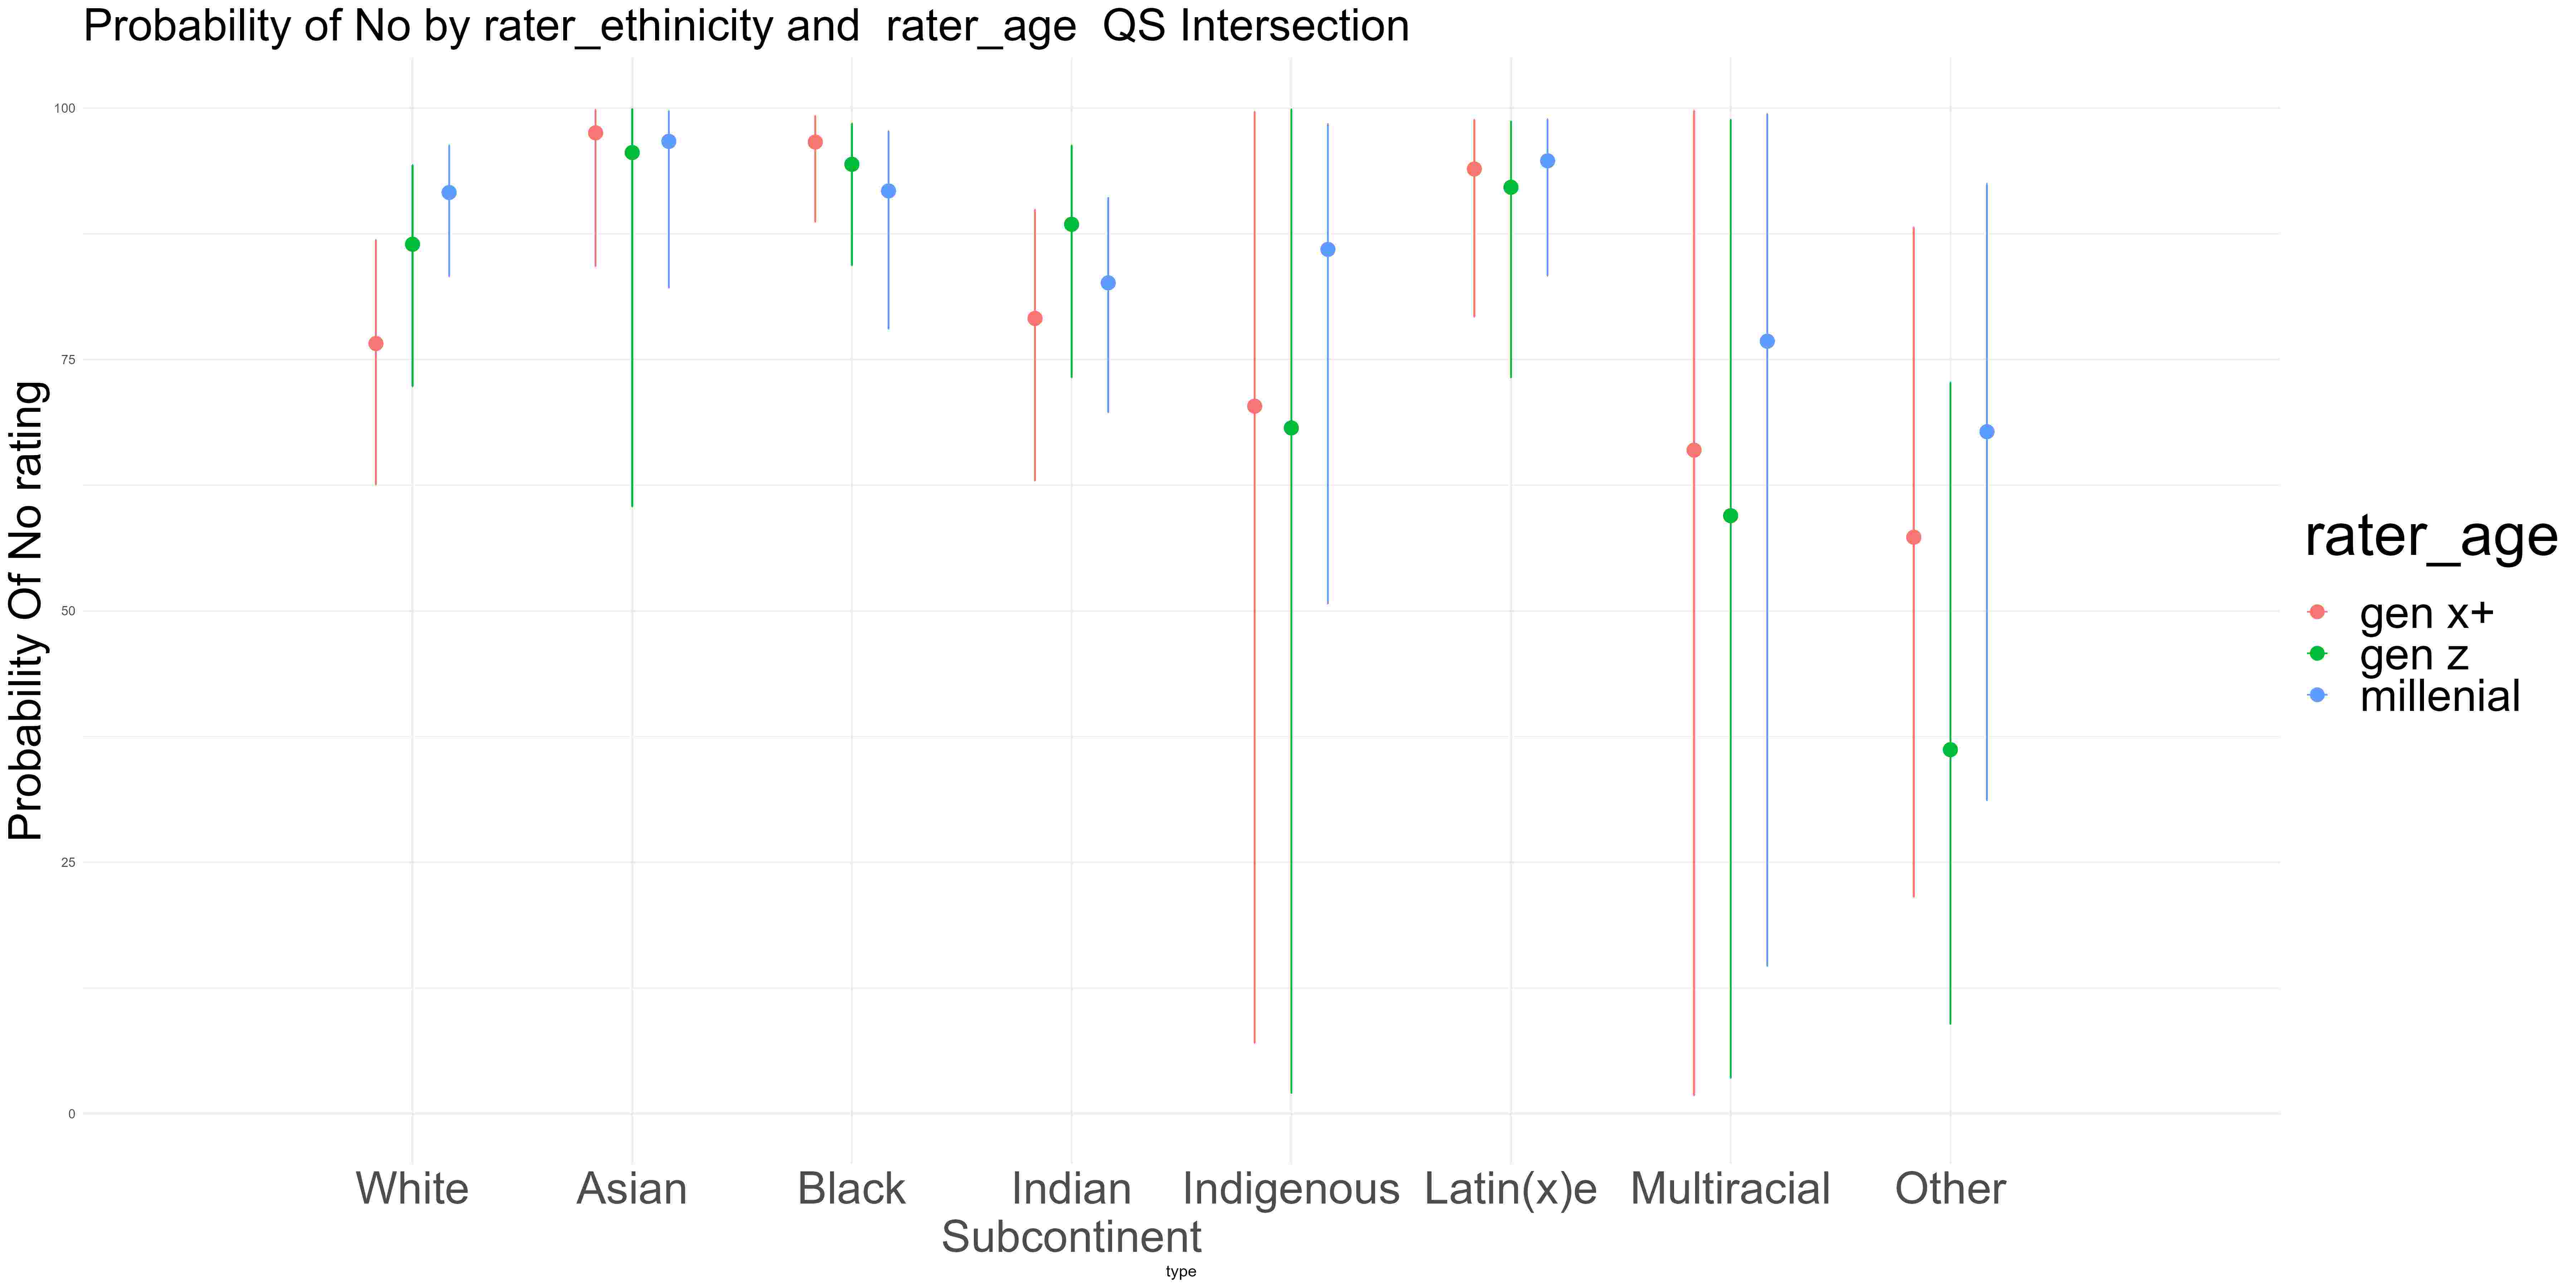 Probability of No by rater_ethinicity and  rater_age  QS Intersection
Probability Of No rating
100
75
50
25
0
White Asian Black Indian Indigenous Latin(x)e Multiracial Other
Subcontinent
type
rater_age
gen x+
gen z
millenial